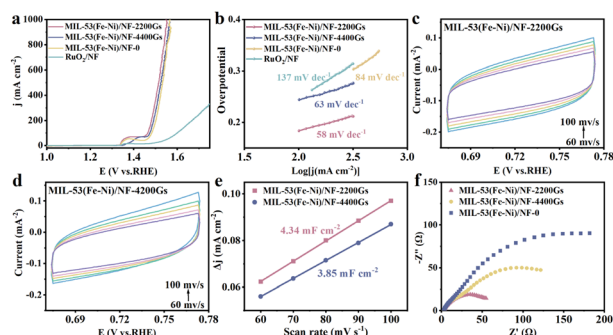 a
MIL-53(Fe-Ni)/NF-2200Gs
MIL-53(Fe-Ni)/NF-4400Gs
MIL-53(Fe-Ni)/NF-0
RuO₂/NF
j (mA cm⁻²)
1000
800
600
400
200
0
1.0
1.2
1.4
1.6
E (V vs.RHE)
b
MIL-53(Fe-Ni)/NF-2200Gs
MIL-53(Fe-Ni)/NF-4400Gs
MIL-53(Fe-Ni)/NF-0
RuO₂/NF
Overpotential
0.4
0.3
0.2
137 mV dec⁻¹
84 mV dec⁻¹
63 mV dec⁻¹
58 mV dec⁻¹
1.5
2.0
2.5
3.0
Log[j(mA cm⁻²)]
c
MIL-53(Fe-Ni)/NF-2200Gs
Current (mA)
0.1
0.0
-0.1
-0.2
100 mv/s
60 mv/s
0.67
0.72
0.77
E (V vs.RHE)
d
MIL-53(Fe-Ni)/NF-4200Gs
Current (mA)
0.2
0.1
0.0
-0.1
-0.2
100 mv/s
60 mv/s
0.68
0.73
0.78
E (V vs.RHE)
e
MIL-53(Fe-Ni)/NF-2200Gs
MIL-53(Fe-Ni)/NF-4400Gs
Δj (mA cm⁻²)
0.10
0.08
0.06
0.04
4.34 mF cm⁻²
3.85 mF cm⁻²
60
70
80
90
100
Scan rate (mV s⁻¹)
f
MIL-53(Fe-Ni)/NF-2200Gs
MIL-53(Fe-Ni)/NF-4400Gs
MIL-53(Fe-Ni)/NF-0
-Z" (Ω)
200
150
100
50
0
0
50
100
150
200
Z' (Ω)